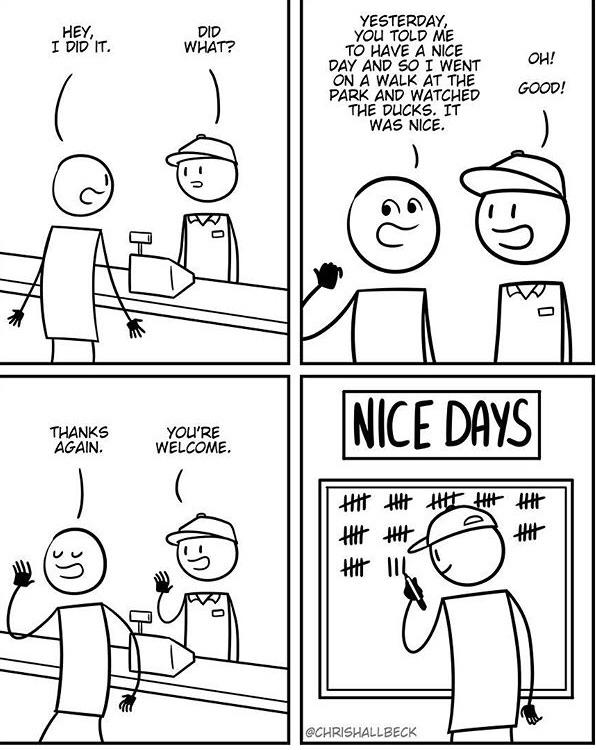 HEY,
I DID IT.
DID
WHAT?
YESTERDAY,
YOU TOLD ME
TO HAVE A NICE
DAY AND SO I WENT
ON A WALK AT THE
PARK AND WATCHED
THE DUCKS. IT
WAS NICE.
OH!
GOOD!
THANKS
AGAIN.
YOU'RE
WELCOME.
NICE DAYS
@CHRISHALLBECK